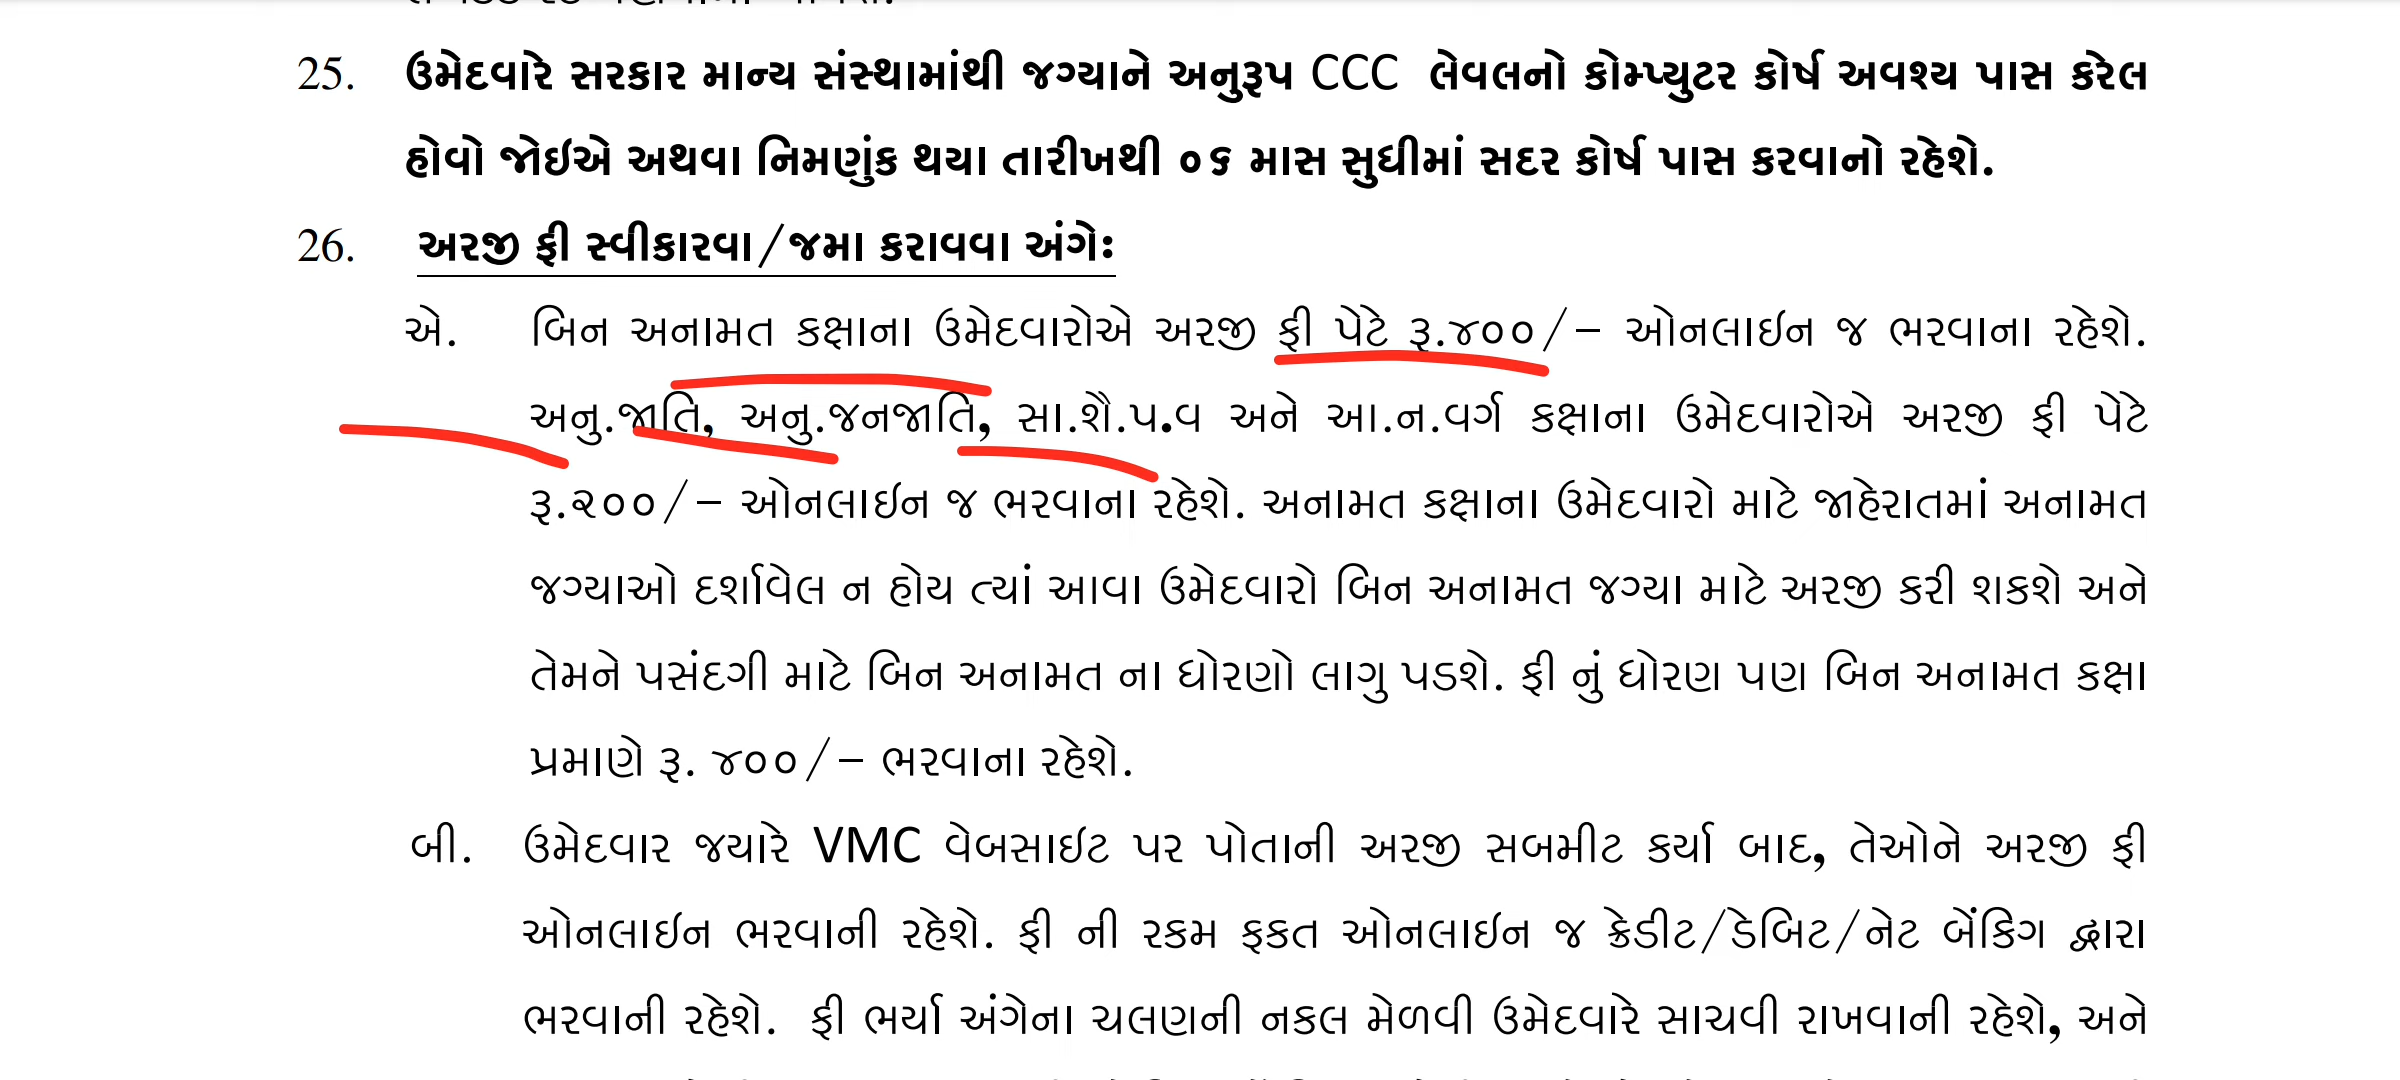 25. ઉમેદવારે સરકાર માન્ય સંસ્થામાંથી જગ્યાને અનુરૂપ CCC લેવલનો કોમ્પ્યુટર કોર્ષ અવશ્ય પાસ કરેલ
હોવો જોઇએ અથવા નિમણુંક થયા તારીખથી ૦૬ માસ સુધીમાં સદર કોર્ષ પાસ કરવાનો રહેશે.
26. અરજી ફી સ્વીકારવા/જમા કરાવવા અંગેઃ
એ. બિન અનામત કક્ષાના ઉમેદવારોએ અરજી ફી પેટે રૂ.૪૦૦/– ઓનલાઈન જ ભરવાના રહેશે.
અનુ.જાતિ, અનુ.જનજાતિ, સા.શૈ.પ.વ અને આ.ન.વર્ગ કક્ષાના ઉમેદવારોએ અરજી ફી પેટે
રૂ.૨૦૦/– ઓનલાઈન જ ભરવાના રહેશે. અનામત કક્ષાના ઉમેદવારો માટે જાહેરાતમાં અનામત
જગ્યાઓ દર્શાવેલ ન હોય ત્યાં આવા ઉમેદવારો બિન અનામત જગ્યા માટે અરજી કરી શકશે અને
તેમને પસંદગી માટે બિન અનામત ના ધોરણો લાગુ પડશે. ફી નું ધોરણ પણ બિન અનામત કક્ષા
પ્રમાણે રૂ. ૪૦૦/– ભરવાના રહેશે.
બી. ઉમેદવાર જયારે VMC વેબસાઇટ પર પોતાની અરજી સબમીટ કર્યા બાદ, તેઓને અરજી ફી
ઓનલાઈન ભરવાની રહેશે. ફી ની રકમ ફકત ઓનલાઈન જ ક્રેડીટ/ડેબિટ/નેટ બેંકિગ દ્વારા
ભરવાની રહેશે. ફી ભર્યા અંગેના ચલણની નકલ મેળવી ઉમેદવારે સાચવી રાખવાની રહેશે, અને